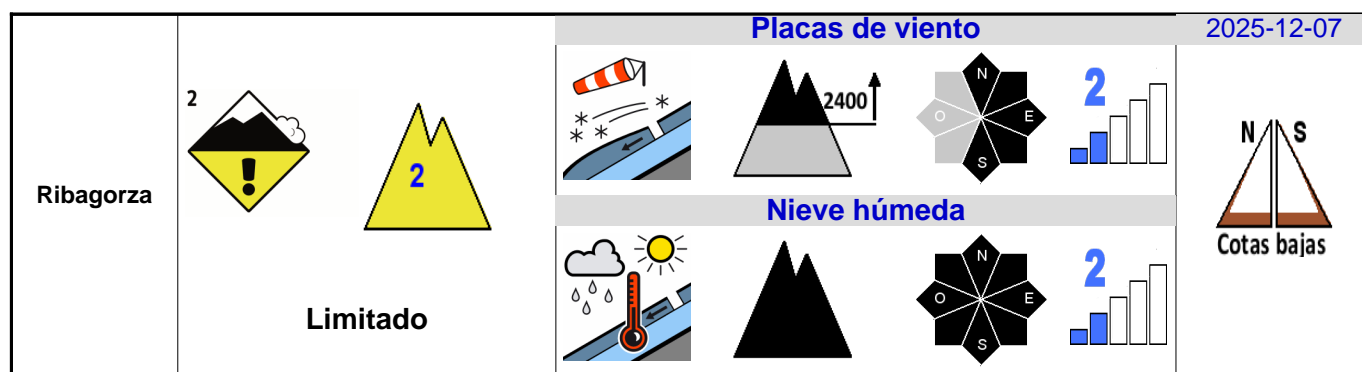 Ribagorza
2
2
Limitado
Placas de viento
2400
N
O
E
S
2
Nieve húmeda
N
O
E
S
2
2025-12-07
N S
Cotas bajas